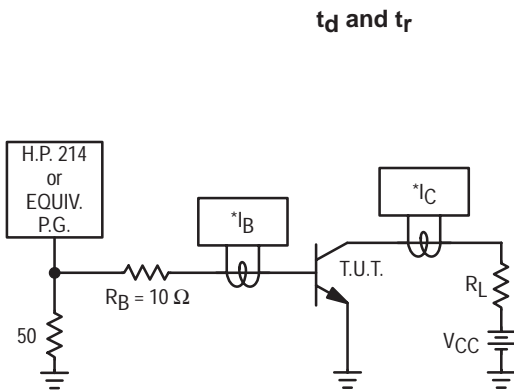 td and tr
H.P. 214
or
EQUIV.
P.G.
*IB
*IC
T.U.T.
RB = 10 Ω
RL
50
VCC